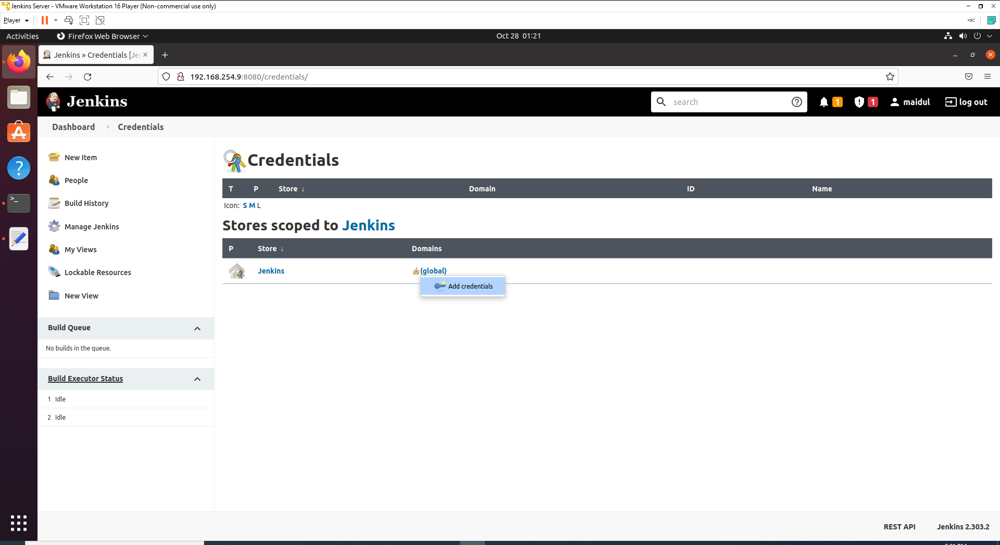 Jenkins Server - VMware Workstation 16 Player (Non-commercial use only)
Player
Activities
Firefox Web Browser
Oct 28 01:21
Jenkins » Credentials [Je
192.168.254.9:8080/credentials/
Jenkins
search
1
1
maidul
log out
Dashboard
Credentials
New Item
People
Build History
Manage Jenkins
My Views
Lockable Resources
New View
Build Queue
No builds in the queue.
Build Executor Status
1 Idle
2 Idle
Credentials
T P Store ↓ Domain ID Name
Icon: S M L
Stores scoped to Jenkins
P Store ↓ Domains
Jenkins (global)
Add credentials
REST API
Jenkins 2.303.2